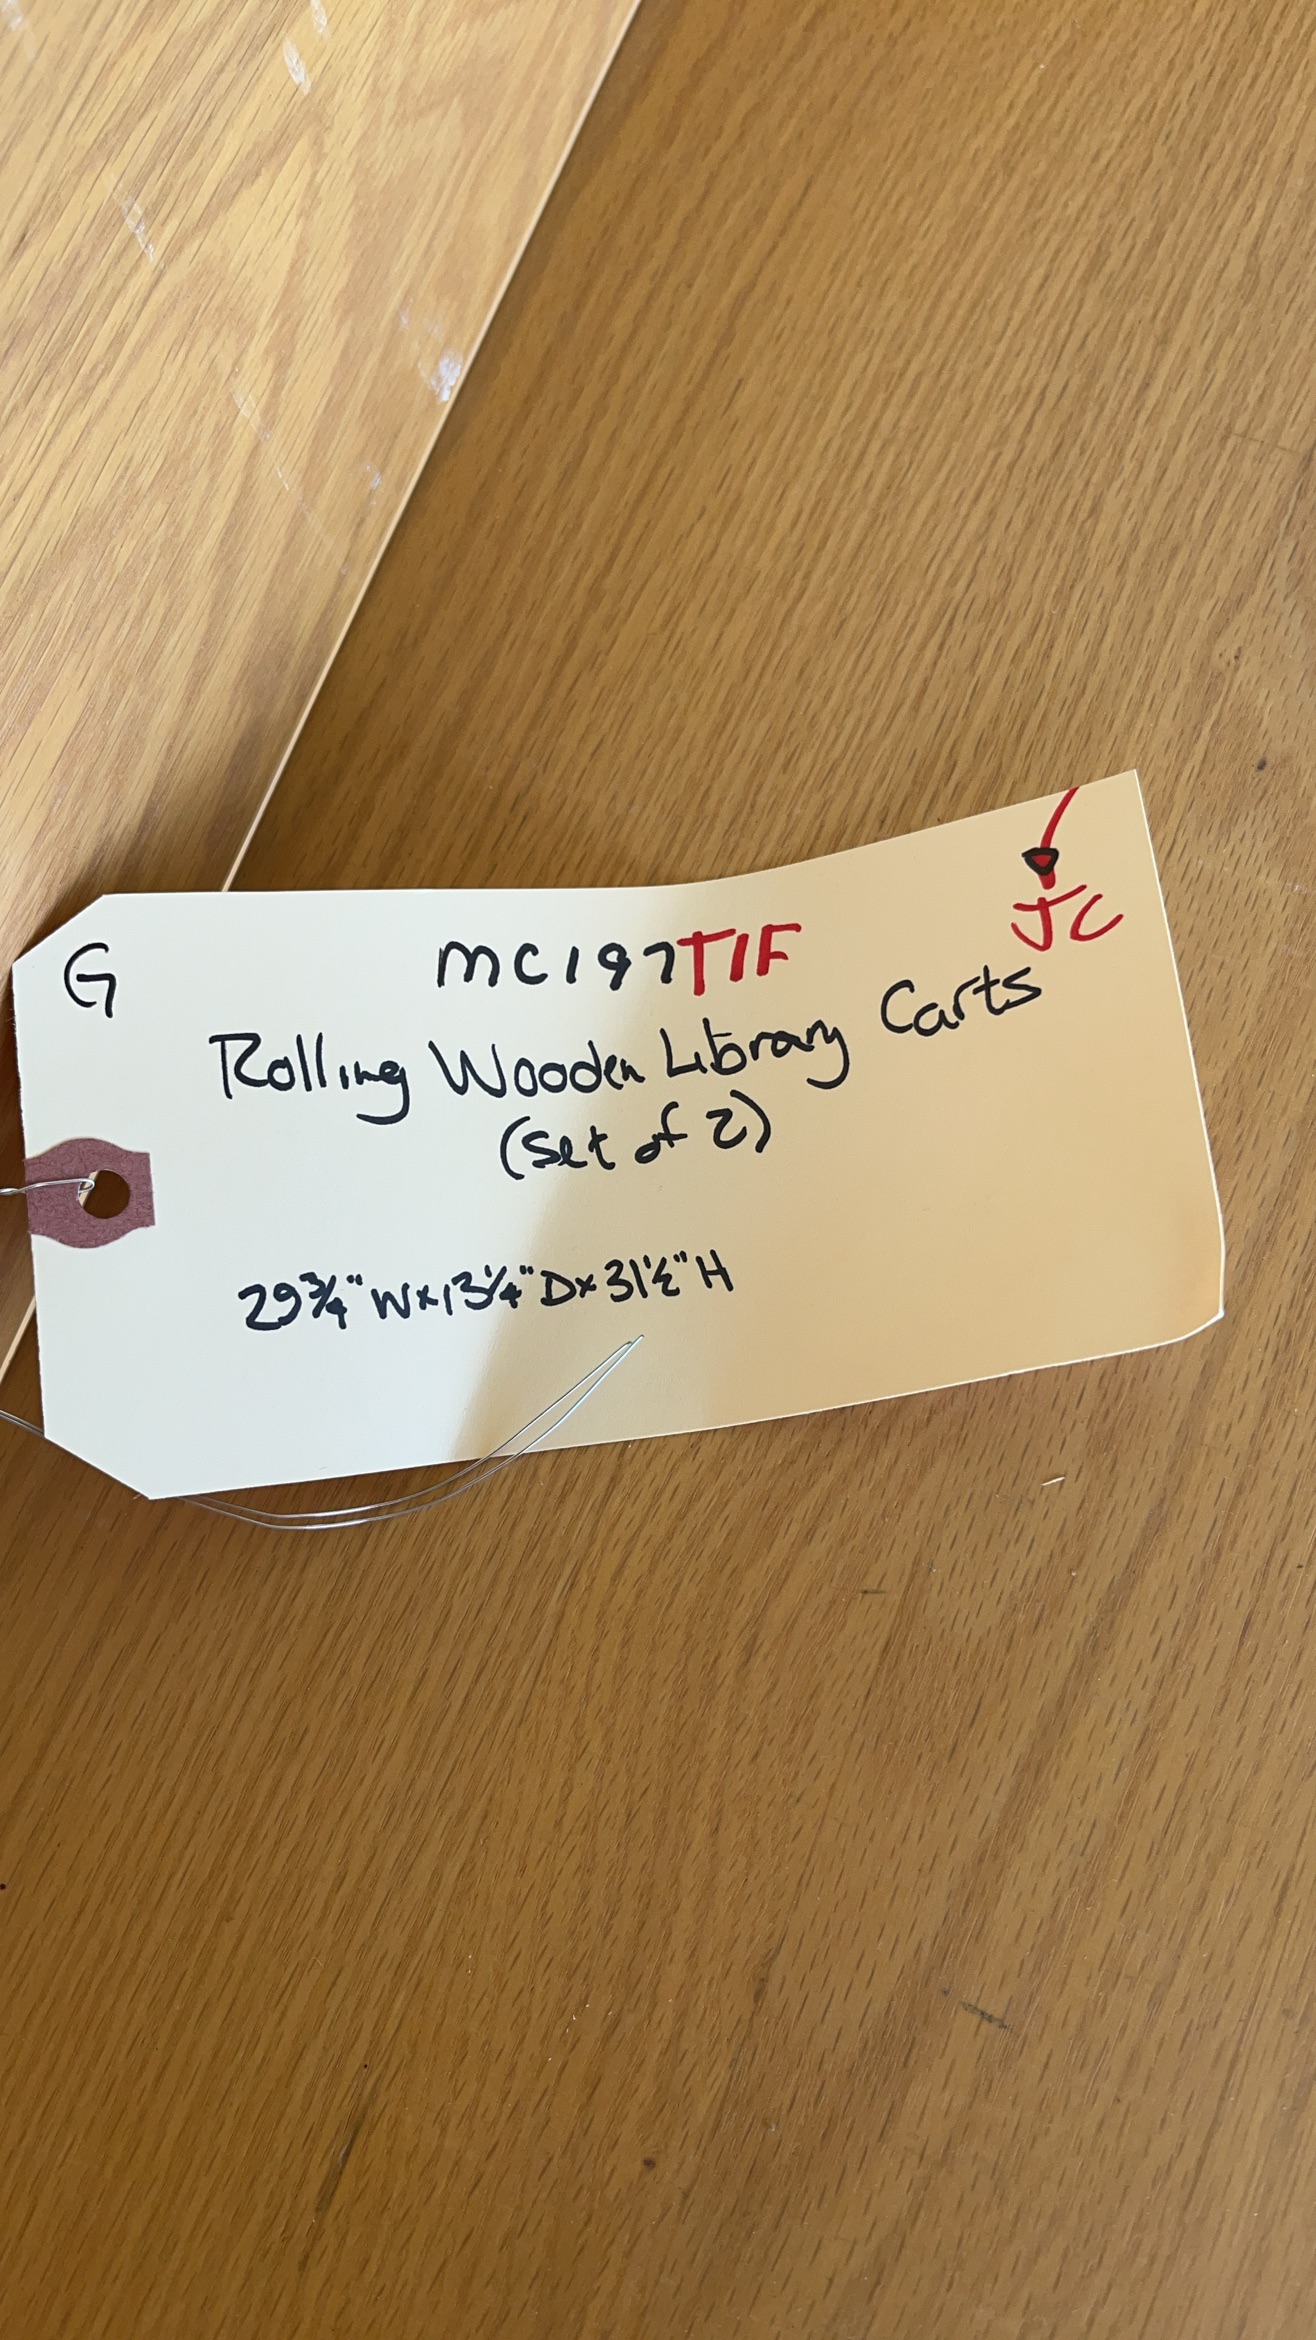 G
MC197T1F
JC
Rolling Wooden Library Carts
(Set of 2)
29¾" W x 13¼" D x 31½" H